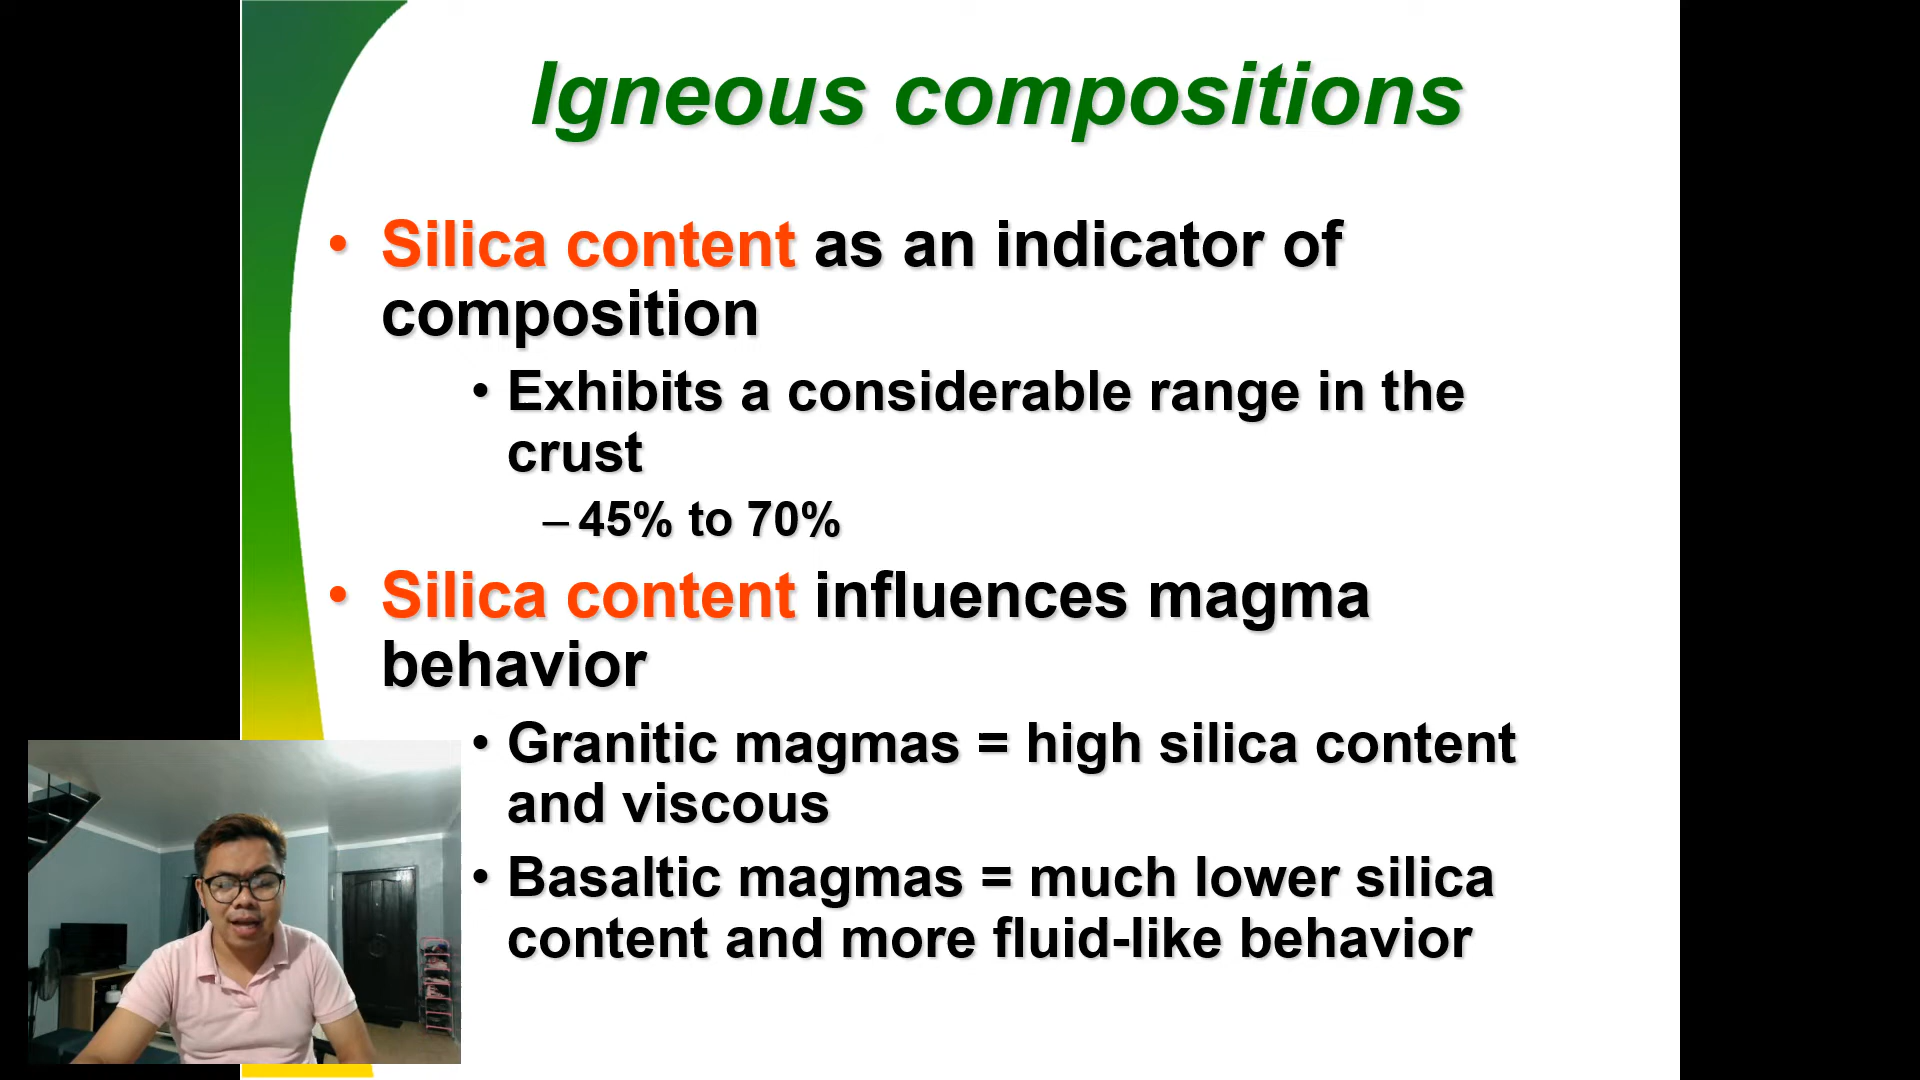 Igneous compositions
• Silica content as an indicator of
composition
• Exhibits a considerable range in the
crust
– 45% to 70%
• Silica content influences magma
behavior
• Granitic magmas = high silica content
and viscous
• Basaltic magmas = much lower silica
content and more fluid-like behavior